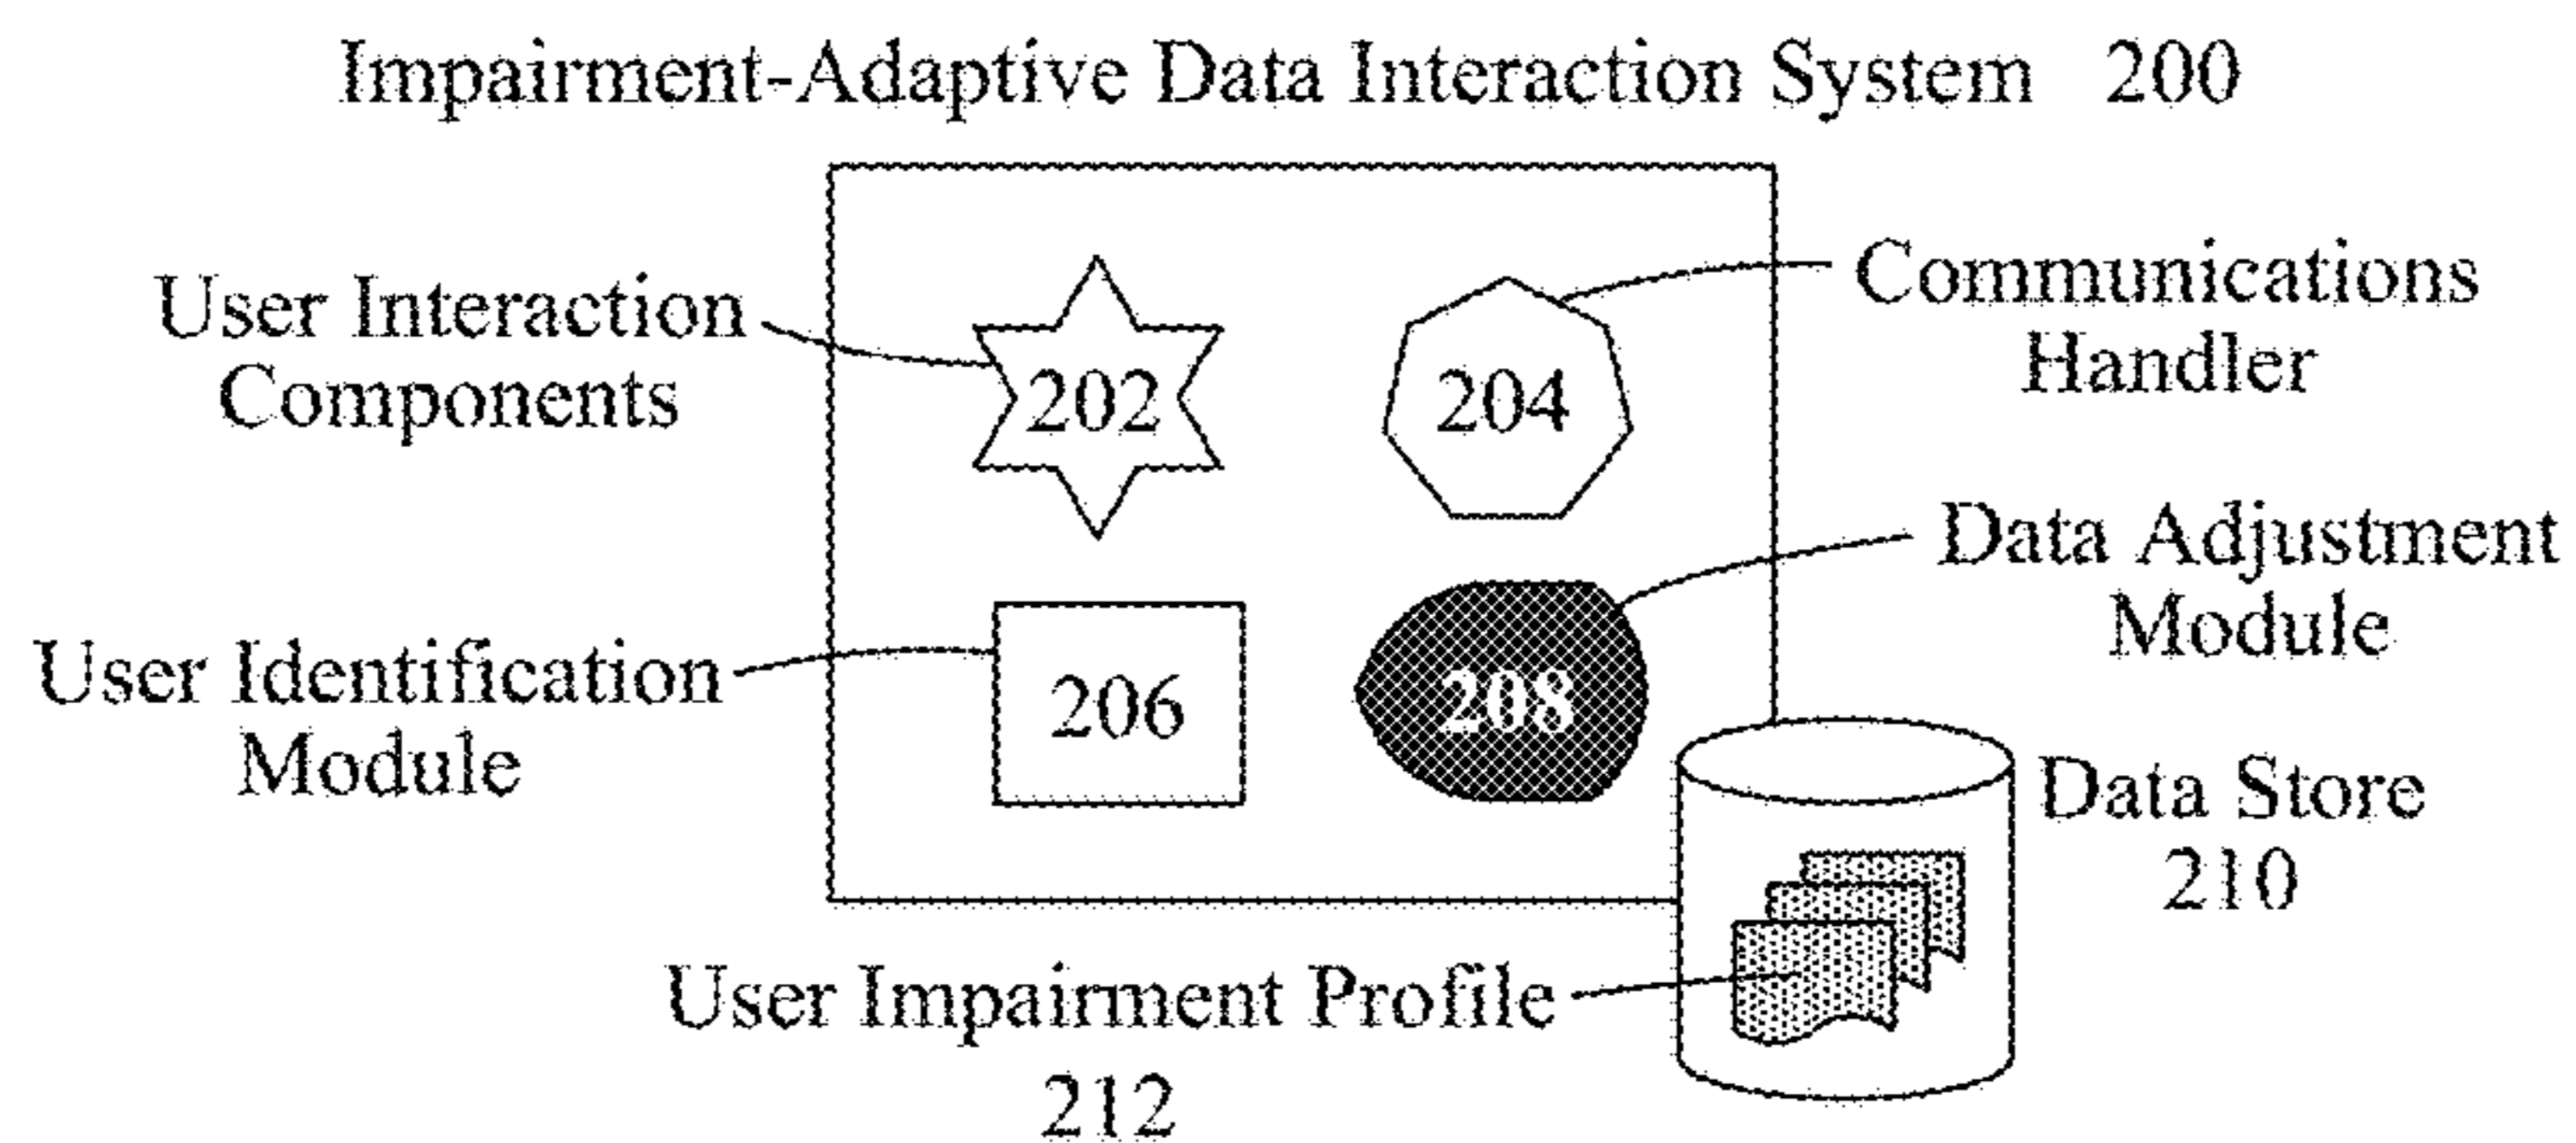 Impairment-Adaptive Data Interaction System 200
User Interaction
Components
202
204
Communications
Handler
User Identification
Module
206
208
Data Adjustment
Module
Data Store
210
User Impairment Profile
212